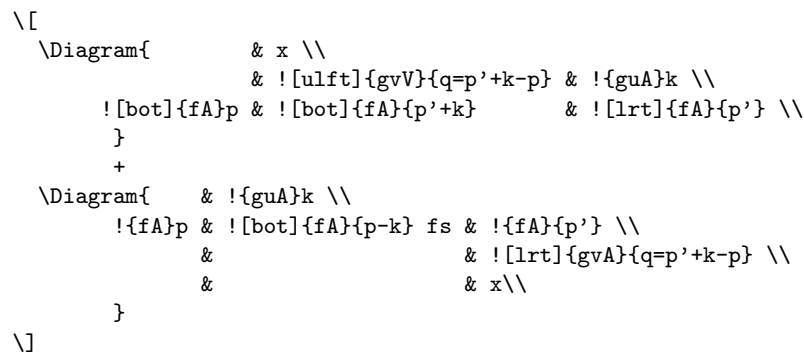 \[
  \Diagram{       & x \\
                  & ![ulft]{gvV}{q=p'+k-p} & !{guA}k \\
       ![bot]{fA}p & ![bot]{fA}{p'+k}      & ![lrt]{fA}{p'} \\
        }
        +
  \Diagram{    & !{guA}k \\
        !{fA}p & ![bot]{fA}{p-k} fs & !{fA}{p'} \\
               &                    & ![lrt]{gvA}{q=p'+k-p} \\
               &                    & x\\
        }
\]